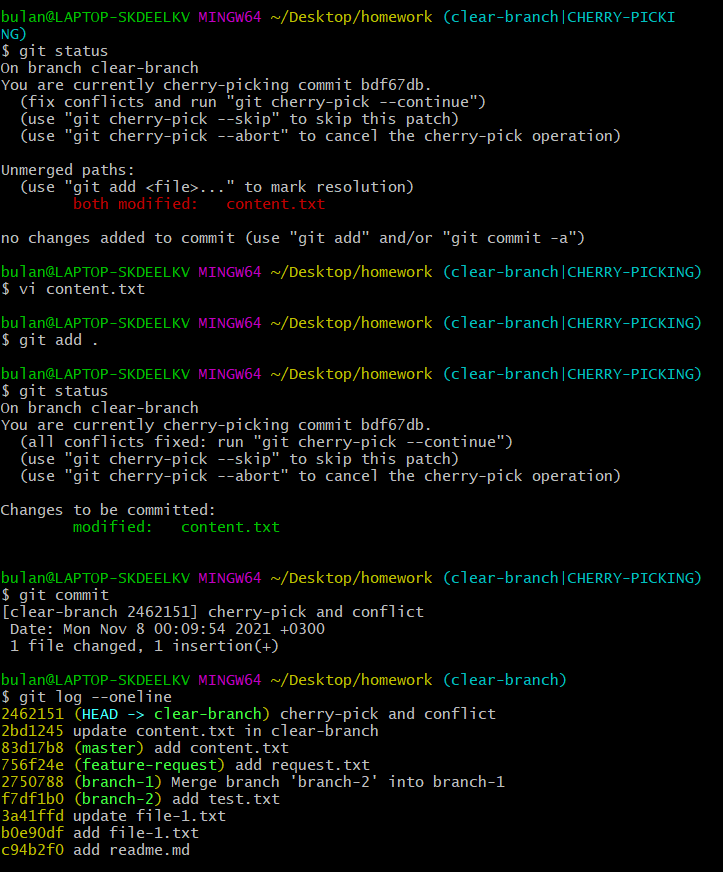 bulan@LAPTOP-SKDEELKV MINGW64 ~/Desktop/homework (clear-branch|CHERRY-PICKI
NG)
$ git status
On branch clear-branch
You are currently cherry-picking commit bdf67db.
  (fix conflicts and run "git cherry-pick --continue")
  (use "git cherry-pick --skip" to skip this patch)
  (use "git cherry-pick --abort" to cancel the cherry-pick operation)
Unmerged paths:
  (use "git add <file>..." to mark resolution)
        both modified:   content.txt
no changes added to commit (use "git add" and/or "git commit -a")
bulan@LAPTOP-SKDEELKV MINGW64 ~/Desktop/homework (clear-branch|CHERRY-PICKING)
$ vi content.txt
bulan@LAPTOP-SKDEELKV MINGW64 ~/Desktop/homework (clear-branch|CHERRY-PICKING)
$ git add .
bulan@LAPTOP-SKDEELKV MINGW64 ~/Desktop/homework (clear-branch|CHERRY-PICKING)
$ git status
On branch clear-branch
You are currently cherry-picking commit bdf67db.
  (all conflicts fixed: run "git cherry-pick --continue")
  (use "git cherry-pick --skip" to skip this patch)
  (use "git cherry-pick --abort" to cancel the cherry-pick operation)
Changes to be committed:
        modified:   content.txt
bulan@LAPTOP-SKDEELKV MINGW64 ~/Desktop/homework (clear-branch|CHERRY-PICKING)
$ git commit
[clear-branch 2462151] cherry-pick and conflict
 Date: Mon Nov 8 00:09:54 2021 +0300
 1 file changed, 1 insertion(+)
bulan@LAPTOP-SKDEELKV MINGW64 ~/Desktop/homework (clear-branch)
$ git log --oneline
2462151 (HEAD -> clear-branch) cherry-pick and conflict
2bd1245 update content.txt in clear-branch
83d17b8 (master) add content.txt
756f24e (feature-request) add request.txt
2750788 (branch-1) Merge branch 'branch-2' into branch-1
f7df1b0 (branch-2) add test.txt
3a41ffd update file-1.txt
b0e90df add file-1.txt
c94b2f0 add readme.md